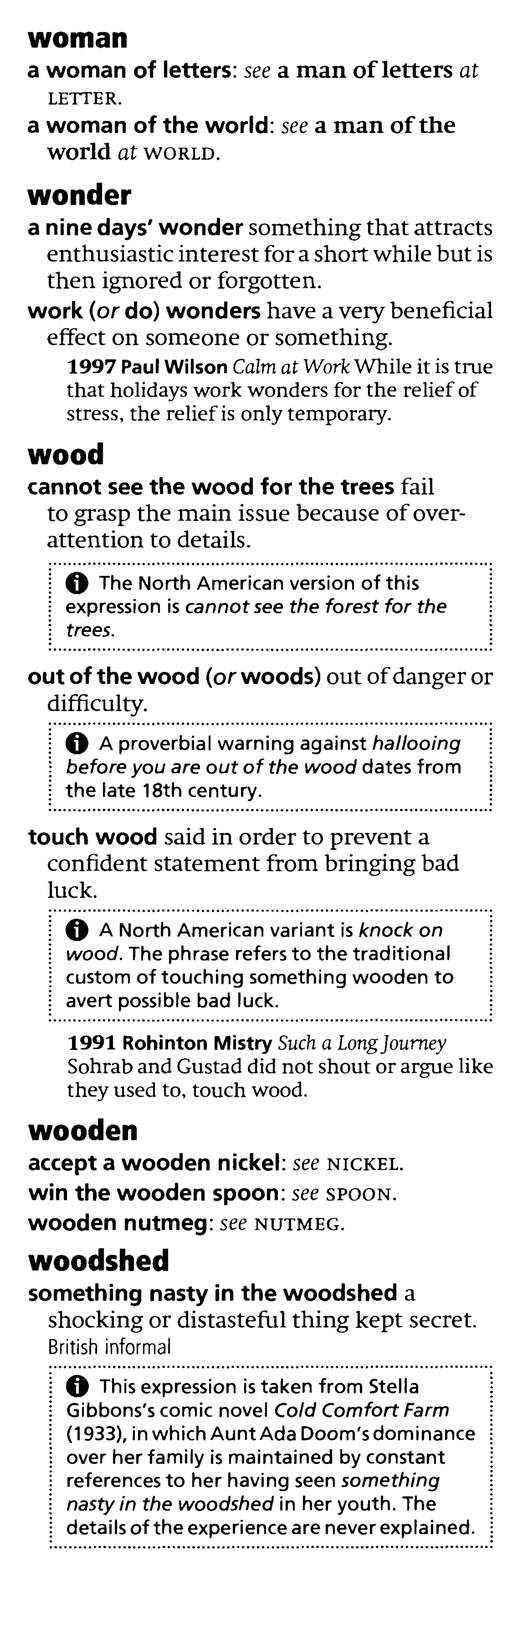 woman
a woman of letters: see a man of letters at
LETTER.
a woman of the world: see a man of the
world at WORLD.
wonder
a nine days' wonder something that attracts
enthusiastic interest for a short while but is
then ignored or forgotten.
work (or do) wonders have a very beneficial
effect on someone or something.
1997 Paul Wilson Calm at Work While it is true
that holidays work wonders for the relief of
stress, the relief is only temporary.
wood
cannot see the wood for the trees fail
to grasp the main issue because of over-
attention to details.
The North American version of this
expression is cannot see the forest for the
trees.
out of the wood (or woods) out of danger or
difficulty.
A proverbial warning against hallooing
before you are out of the wood dates from
the late 18th century.
touch wood said in order to prevent a
confident statement from bringing bad
luck.
A North American variant is knock on
wood. The phrase refers to the traditional
custom of touching something wooden to
avert possible bad luck.
1991 Rohinton Mistry Such a Long Journey
Sohrab and Gustad did not shout or argue like
they used to, touch wood.
wooden
accept a wooden nickel: see NICKEL.
win the wooden spoon: see SPOON.
wooden nutmeg: see NUTMEG.
woodshed
something nasty in the woodshed a
shocking or distasteful thing kept secret.
British informal
This expression is taken from Stella
Gibbons's comic novel Cold Comfort Farm
(1933), in which Aunt Ada Doom's dominance
over her family is maintained by constant
references to her having seen something
nasty in the woodshed in her youth. The
details of the experience are never explained.